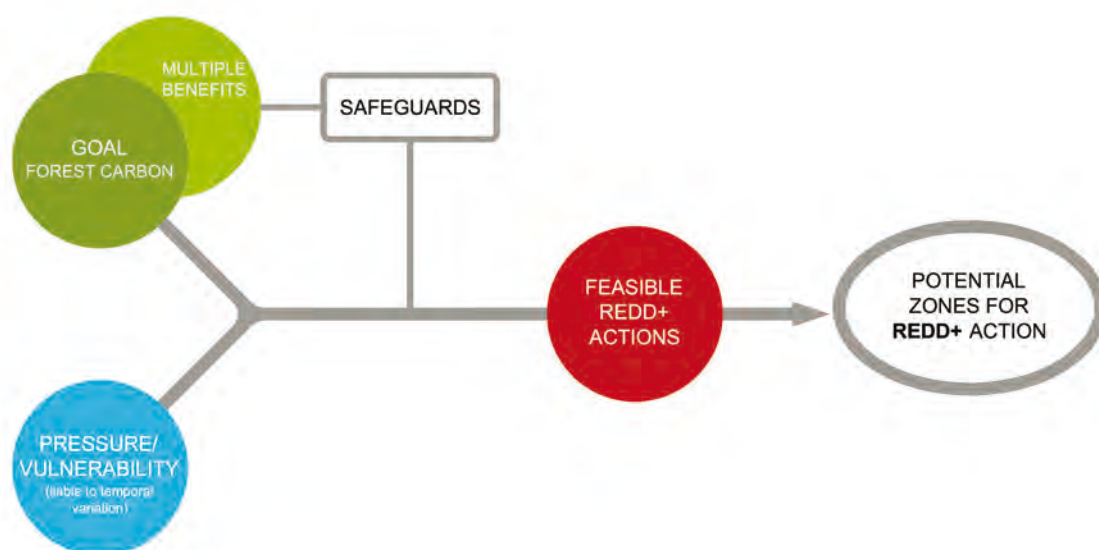 MULTIPLE
BENEFITS
GOAL
FOREST CARBON
SAFEGUARDS
FEASIBLE
REDD+
ACTIONS
POTENTIAL
ZONES FOR
REDD+ ACTION
PRESSURE/
VULNERABILITY
(liable to temporal
variation)